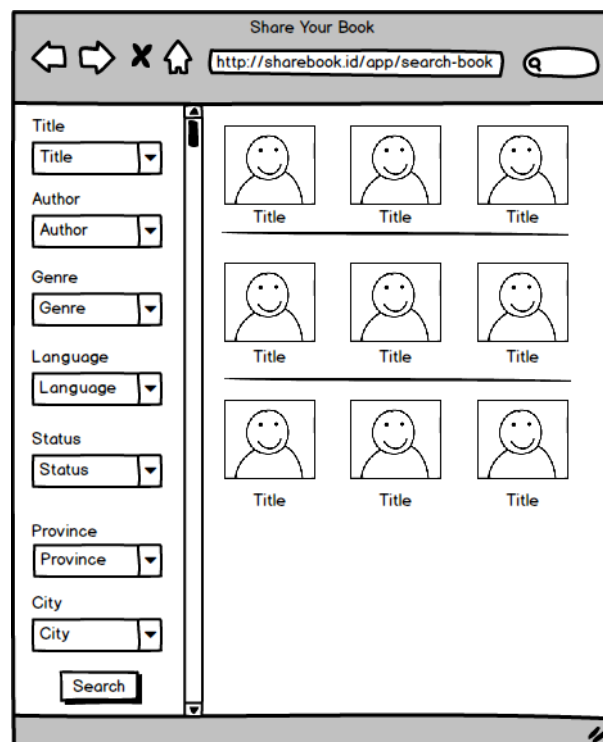 Share Your Book
http://sharebook.id/app/search-book
Title
Title
Author
Author
Genre
Genre
Language
Language
Status
Status
Province
Province
City
City
Search
Title Title Title
Title Title Title
Title Title Title